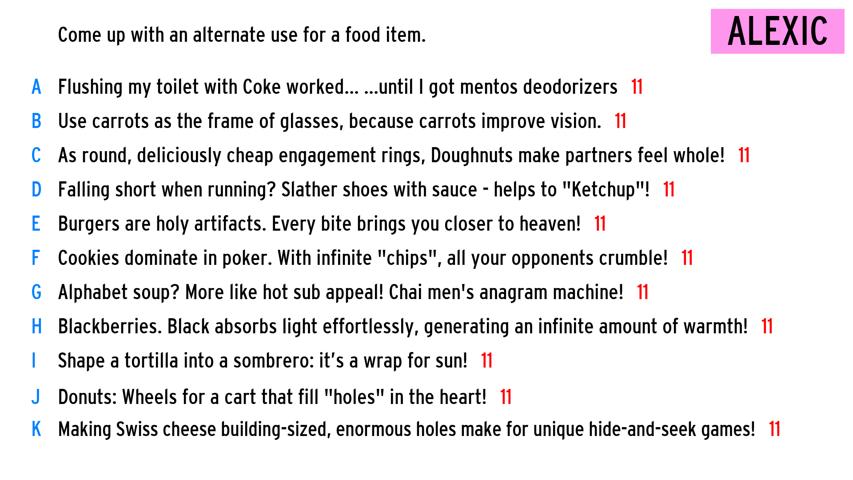 Come up with an alternate use for a food item.
ALEXIC
A Flushing my toilet with Coke worked... ...until I got mentos deodorizers 11
B Use carrots as the frame of glasses, because carrots improve vision. 11
C As round, deliciously cheap engagement rings, Doughnuts make partners feel whole! 11
D Falling short when running? Slather shoes with sauce - helps to "Ketchup"! 11
E Burgers are holy artifacts. Every bite brings you closer to heaven! 11
F Cookies dominate in poker. With infinite "chips", all your opponents crumble! 11
G Alphabet soup? More like hot sub appeal! Chai men's anagram machine! 11
H Blackberries. Black absorbs light effortlessly, generating an infinite amount of warmth! 11
I Shape a tortilla into a sombrero: it's a wrap for sun! 11
J Donuts: Wheels for a cart that fill "holes" in the heart! 11
K Making Swiss cheese building-sized, enormous holes make for unique hide-and-seek games! 11